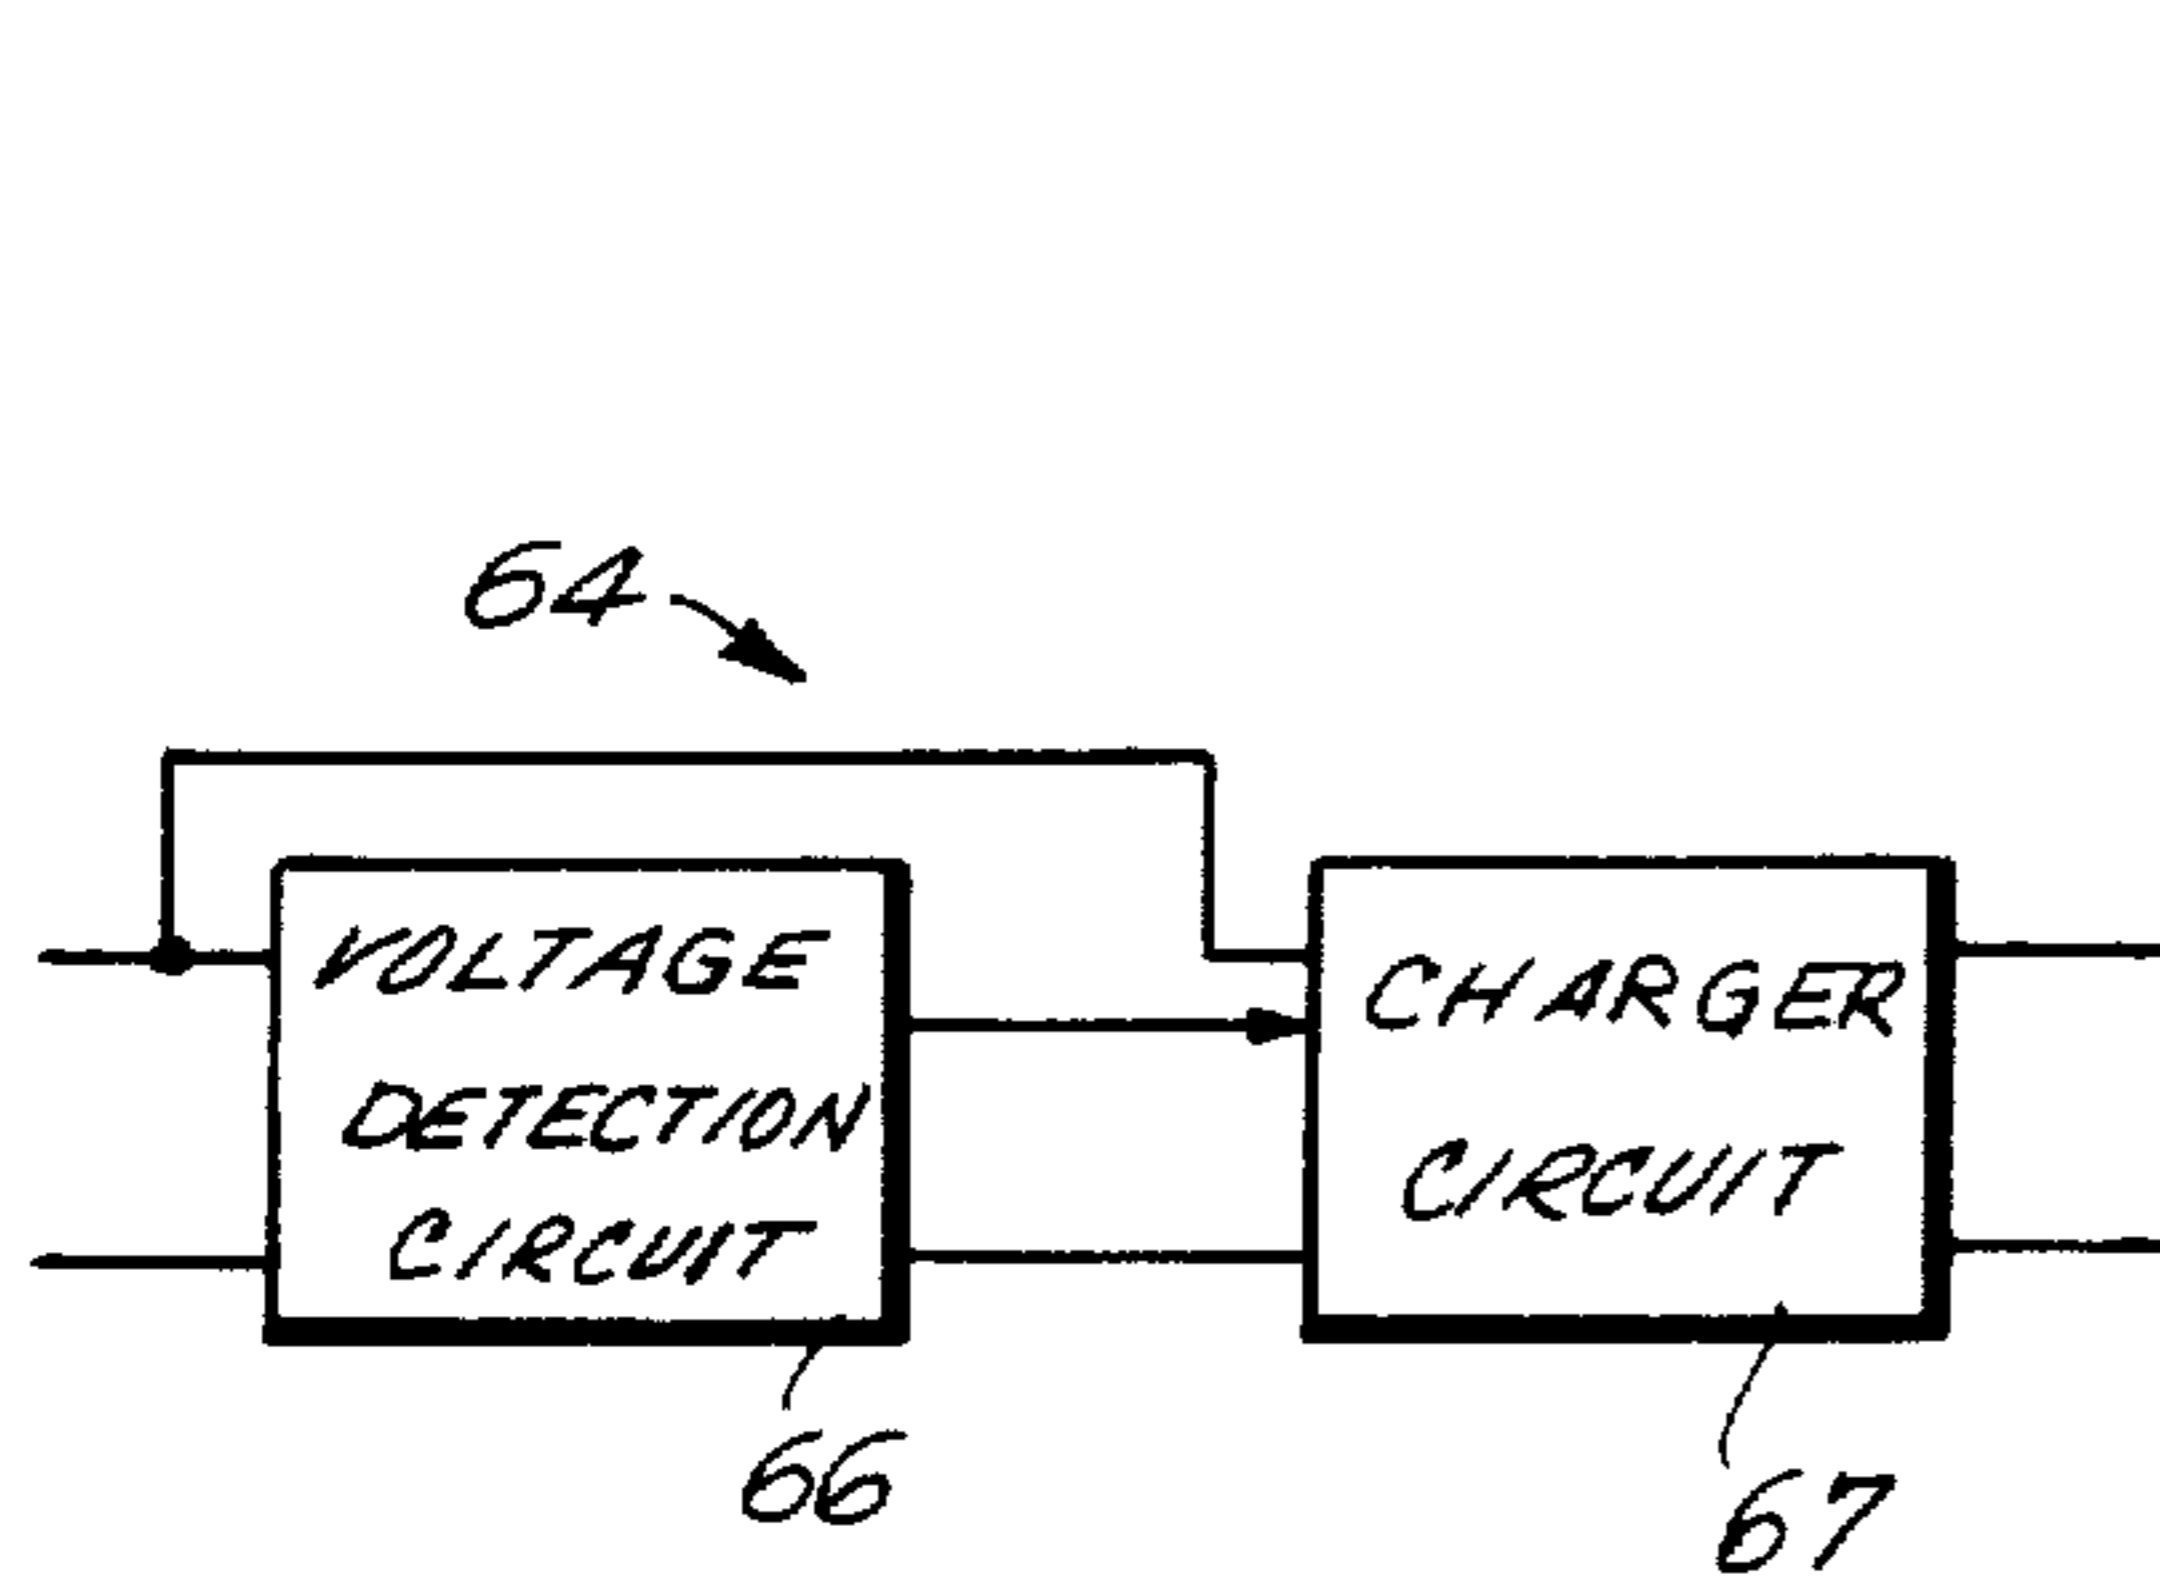 64
VOLTAGE
DETECTION
CIRCUIT
CHARGER
CIRCUIT
66
67